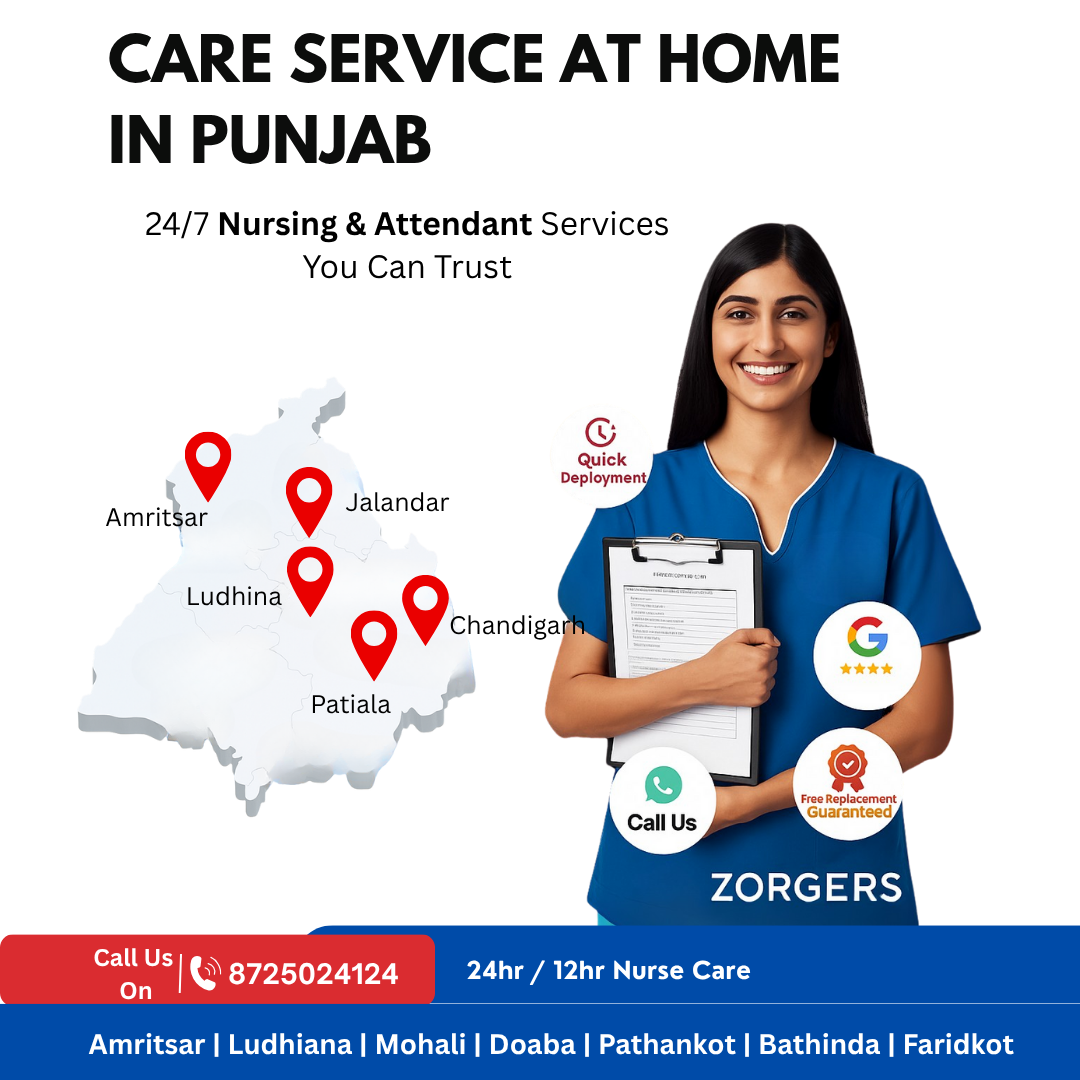 CARE SERVICE AT HOME
IN PUNJAB
24/7 Nursing & Attendant Services
You Can Trust
Quick
Deployment
Amritsar
Jalandar
Ludhina
Chandigarh
Patiala
G
Call Us
Free Replacement
Guaranteed
ZORGERS
Call Us
On
8725024124
24hr / 12hr Nurse Care
Amritsar | Ludhiana | Mohali | Doaba | Pathankot | Bathinda | Faridkot